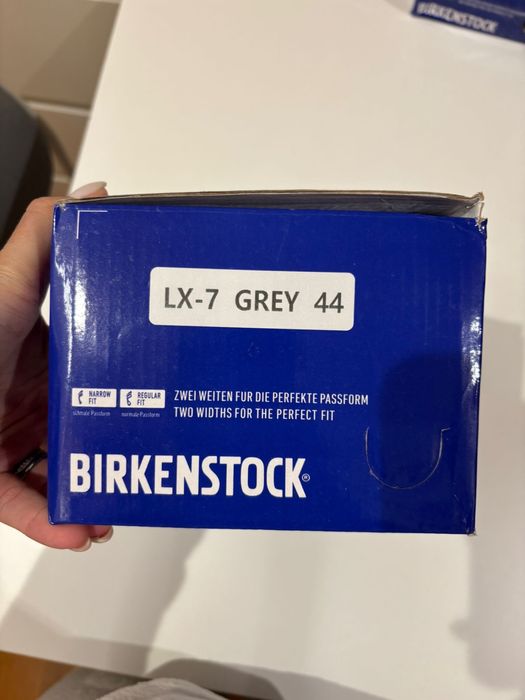 BIRKENSTOCK
LX-7 GREY 44
NARROW FIT
schmale Passform
REGULAR FIT
normale Passform
ZWEI WEITEN FUR DIE PERFEKTE PASSFORM
TWO WIDTHS FOR THE PERFECT FIT
BIRKENSTOCK®